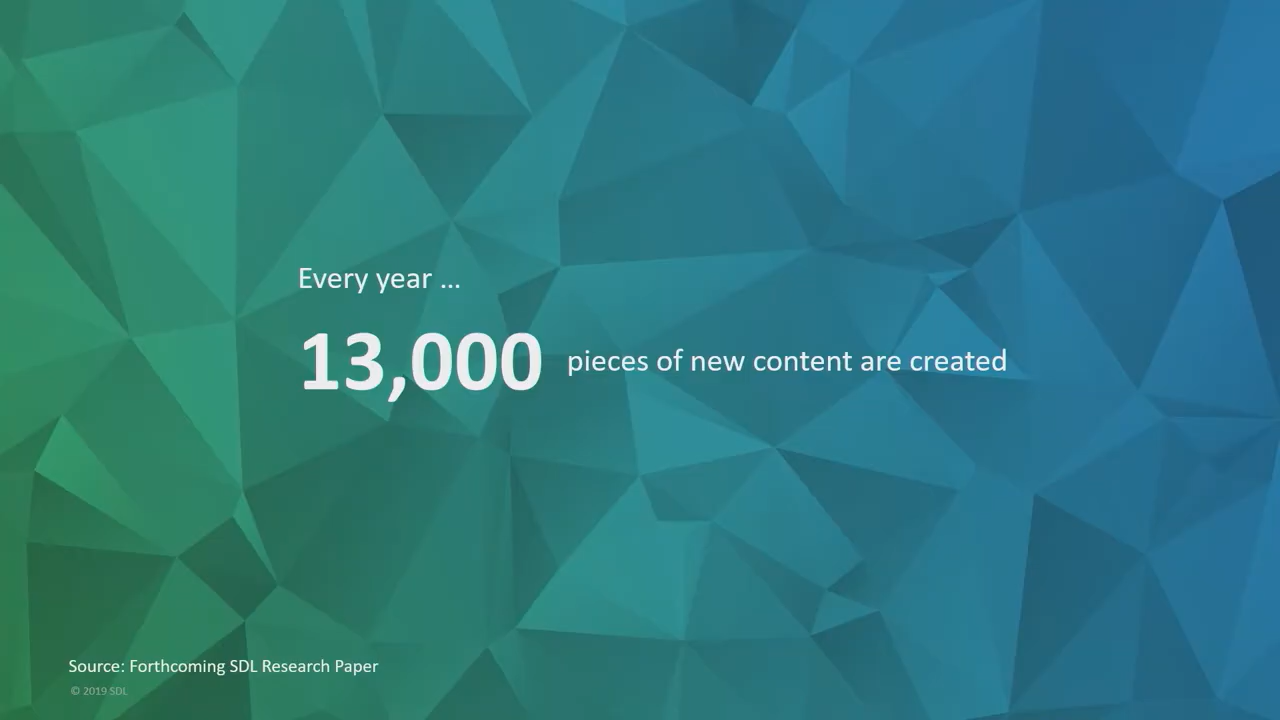 Every year ...
13,000 pieces of new content are created
Source: Forthcoming SDL Research Paper
© 2019 SDL